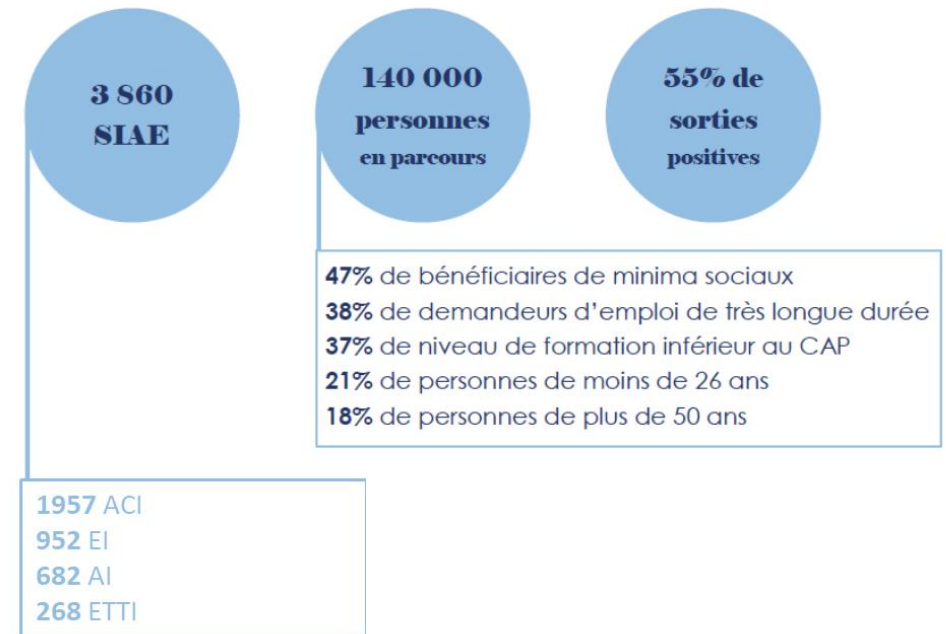 3 860
SIAE
140 000
personnes
en parcours
55% de
sorties
positives
47% de bénéficiaires de minima sociaux
38% de demandeurs d’emploi de très longue durée
37% de niveau de formation inférieur au CAP
21% de personnes de moins de 26 ans
18% de personnes de plus de 50 ans
1957 ACI
952 EI
682 AI
268 ETTI